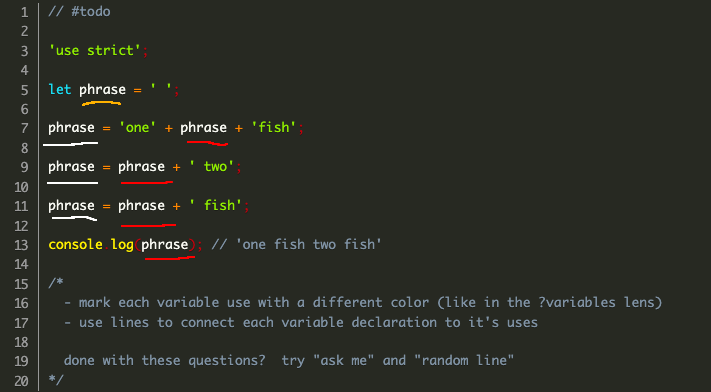 1 // #todo
2
3 'use strict';
4
5 let phrase = ' ';
6
7 phrase = 'one' + phrase + 'fish';
8
9 phrase = phrase + ' two';
10
11 phrase = phrase + ' fish';
12
13 console.log(phrase); // 'one fish two fish'
14
15 /*
16 - mark each variable use with a different color (like in the ?variables lens)
17 - use lines to connect each variable declaration to it's uses
18
19 done with these questions? try "ask me" and "random line"
20 */